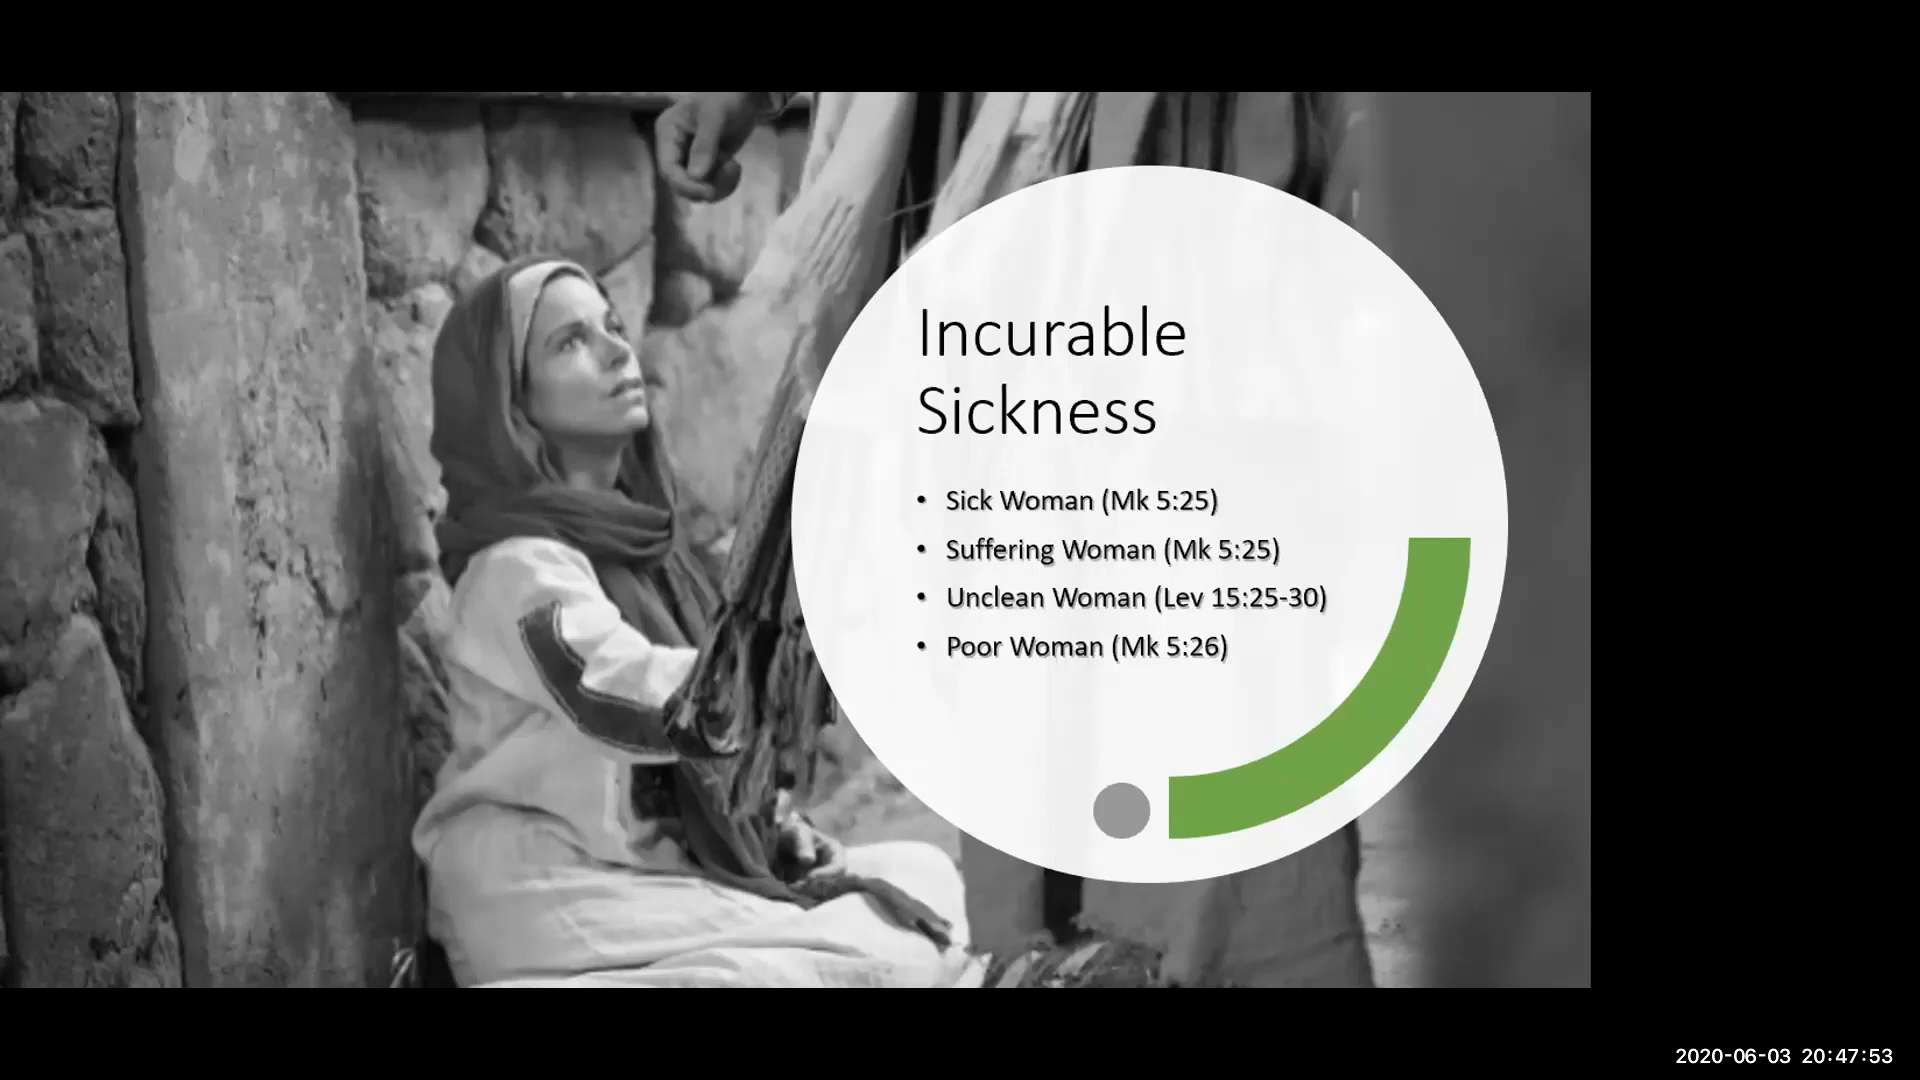 Incurable
Sickness
• Sick Woman (Mk 5:25)
• Suffering Woman (Mk 5:25)
• Unclean Woman (Lev 15:25-30)
• Poor Woman (Mk 5:26)
2020-06-03 20:47:53